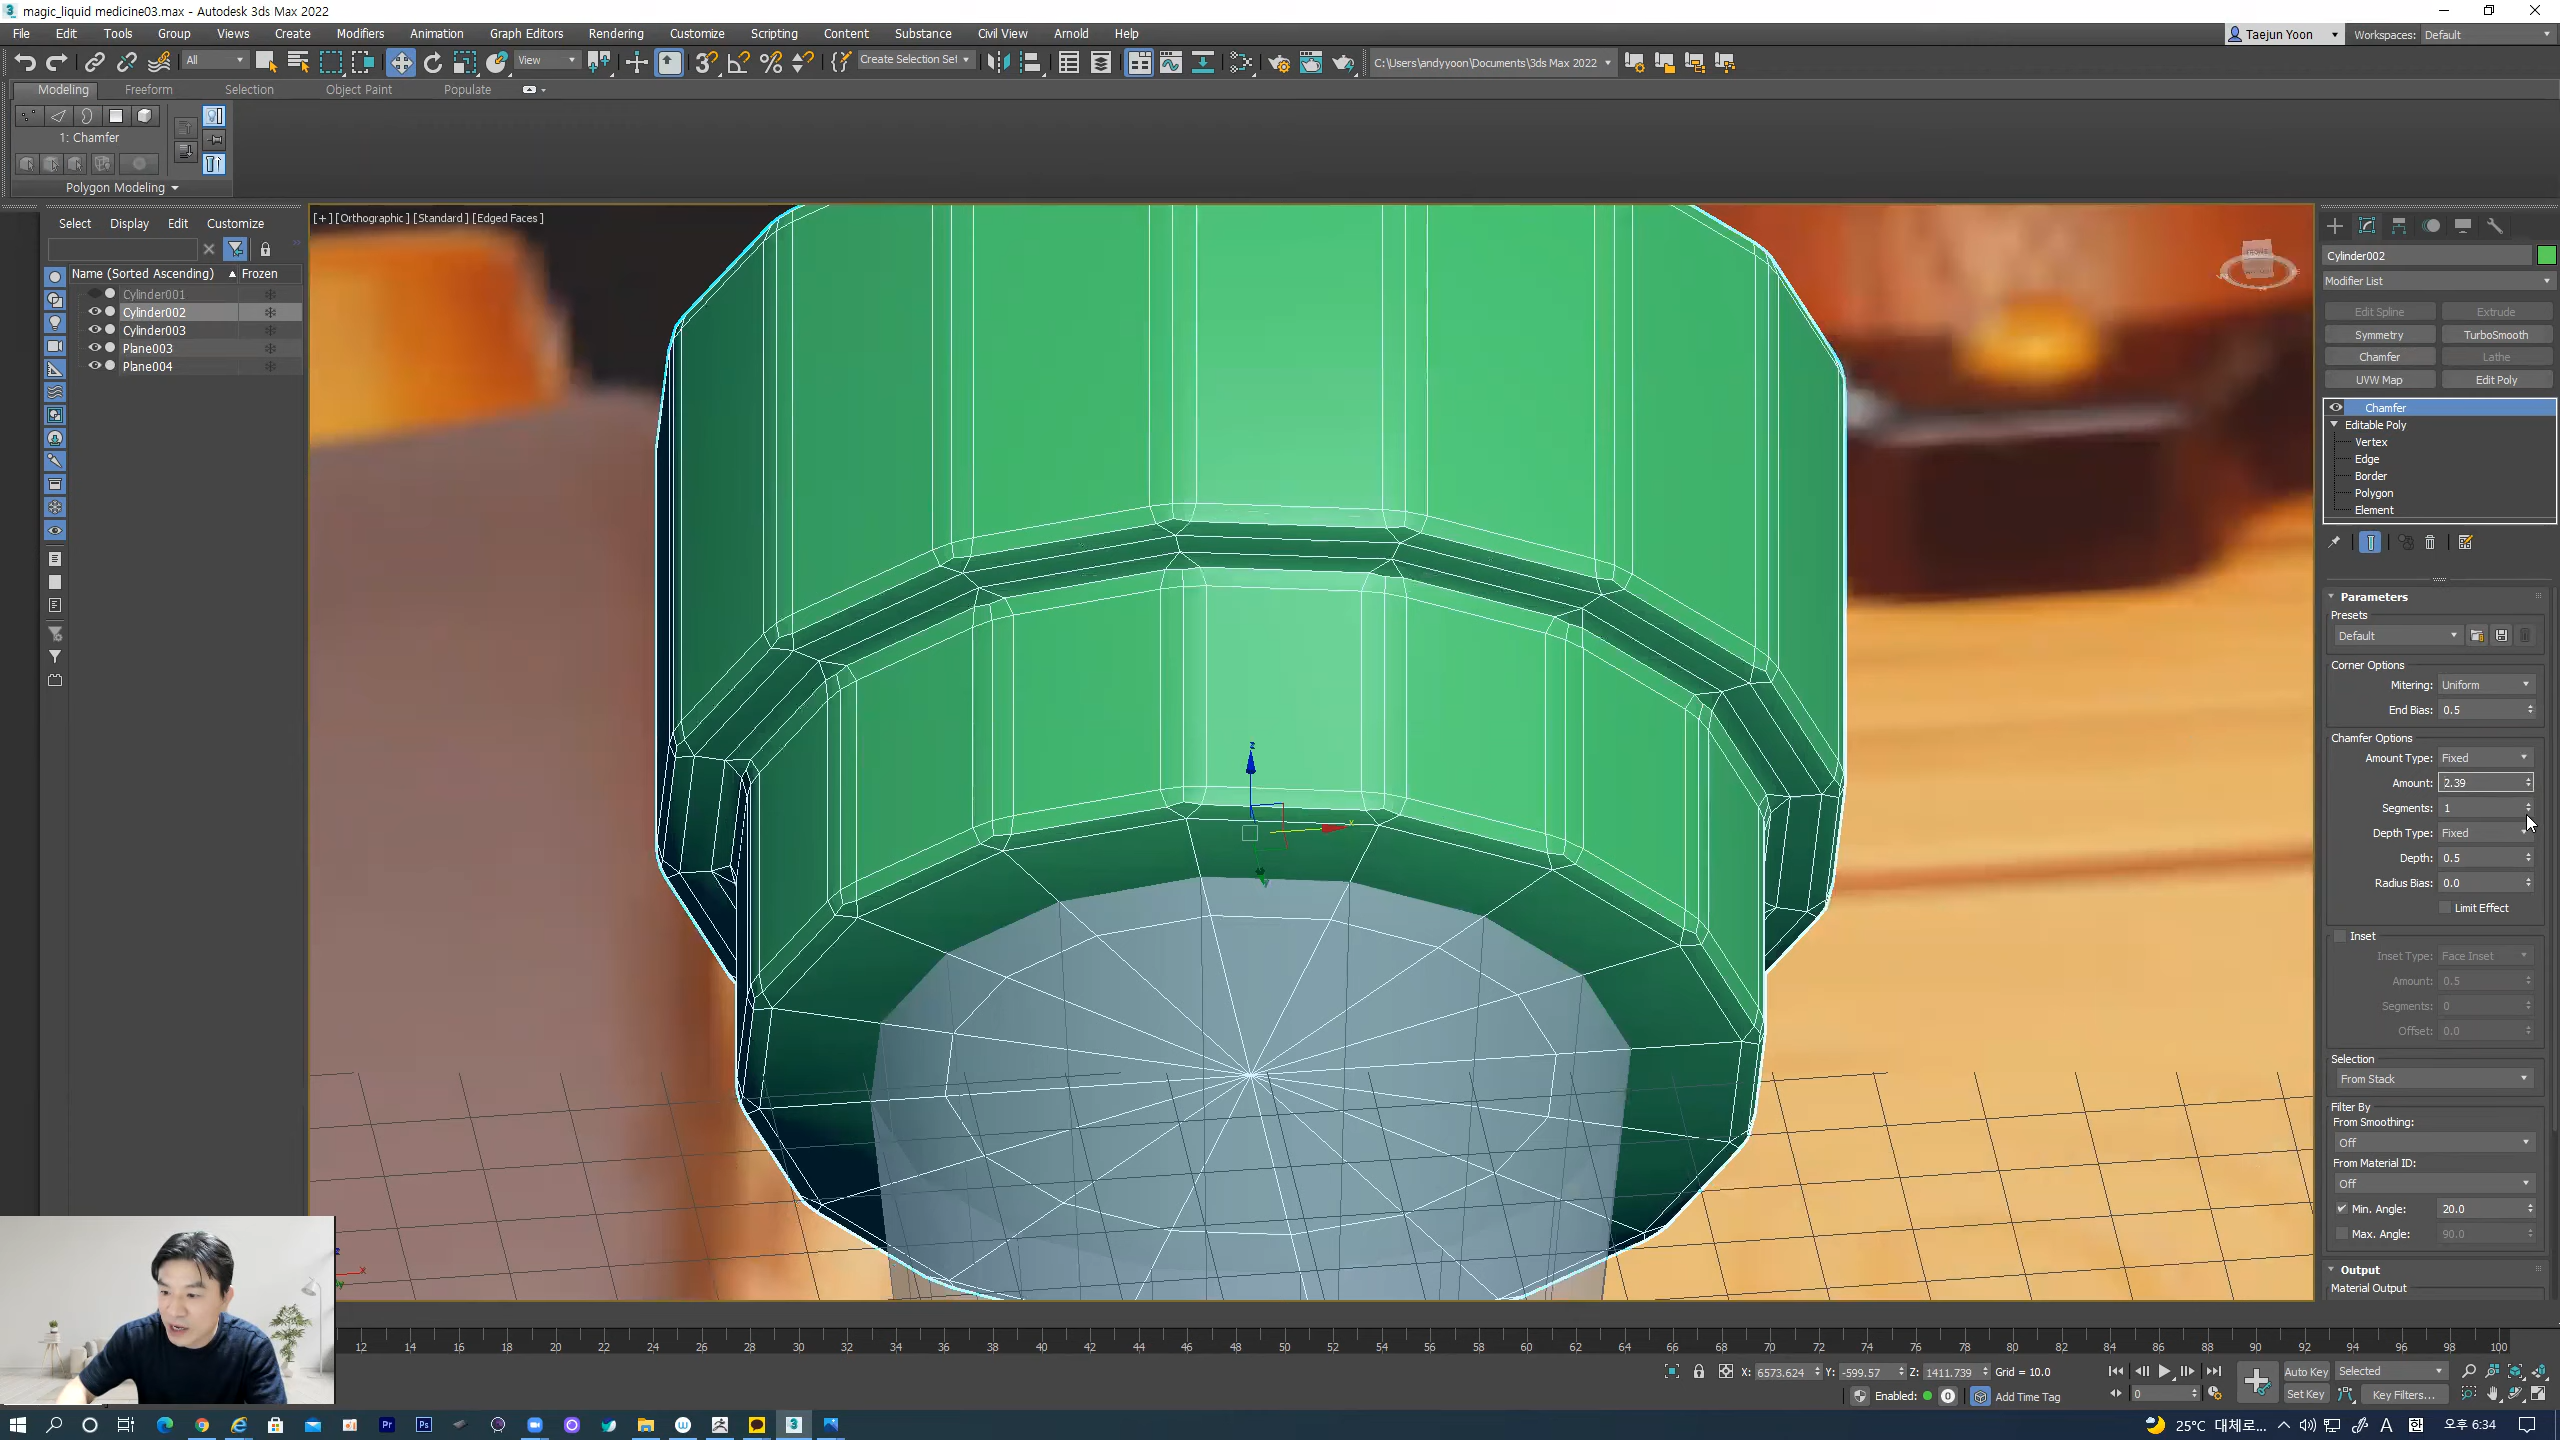 magic_liquid medicine03.max - Autodesk 3ds Max 2022
File Edit Tools Group Views Create Modifiers Animation Graph Editors Rendering Customize Scripting Content Substance Civil View Arnold Help
Taejun Yoon Workspaces: Default
All View Create Selection Set C:\Users\andyyoon\Documents\3ds Max 2022
Modeling Freeform Selection Object Paint Populate
1: Chamfer
Polygon Modeling
Select Display Edit Customize
Name (Sorted Ascending) Frozen
Cylinder001
Cylinder002
Cylinder003
Plane003
Plane004
[+] [Orthographic] [Standard] [Edged Faces]
z
x
Cylinder002
Modifier List
Edit Spline Extrude
Symmetry TurboSmooth
Chamfer Lathe
UVW Map Edit Poly
Chamfer
Editable Poly
Vertex
Edge
Border
Polygon
Element
Parameters
Presets
Default
Corner Options
Mitering: Uniform
End Bias: 0.5
Chamfer Options
Amount Type: Fixed
Amount: 2.39
Segments: 1
Depth Type: Fixed
Depth: 0.5
Radius Bias: 0.0
Limit Effect
Inset
Inset Type: Face Inset
Amount: 0.5
Segments: 0
Offset: 0.0
Selection
From Stack
Filter By
From Smoothing:
Off
From Material ID:
Off
Min. Angle: 20.0
Max. Angle: 90.0
Output
Material Output
12 14 16 18 20 22 24 26 28 30 32 34 36 38 40 42 44 46 48 50 52 54 56 58 60 62 64 66 68 70 72 74 76 78 80 82 84 86 88 90 92 94 96 98 100
X: 6573.624 Y: -599.57 Z: 1411.739 Grid = 10.0 Auto Key Selected
Enabled: 0 Add Time Tag 0 Set Key Key Filters...
25°C 대체로... A 한 오후 6:34